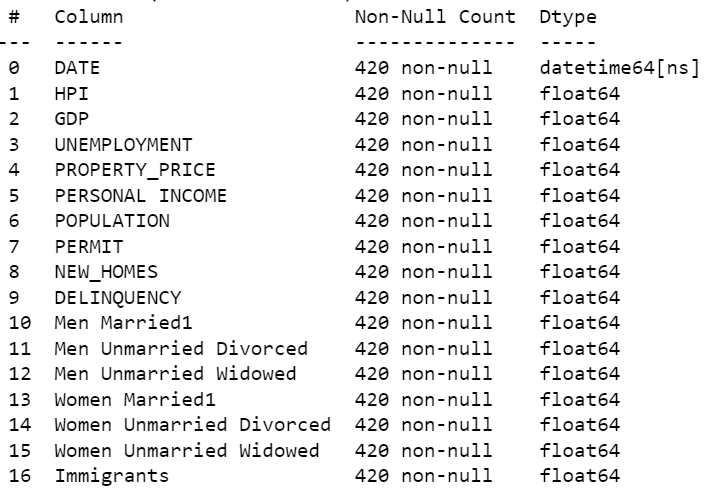 #   Column                    Non-Null Count  Dtype
--- ------                    --------------  -----
0   DATE                      420 non-null    datetime64[ns]
1   HPI                       420 non-null    float64
2   GDP                       420 non-null    float64
3   UNEMPLOYMENT              420 non-null    float64
4   PROPERTY_PRICE            420 non-null    float64
5   PERSONAL INCOME           420 non-null    float64
6   POPULATION                420 non-null    float64
7   PERMIT                    420 non-null    float64
8   NEW_HOMES                 420 non-null    float64
9   DELINQUENCY               420 non-null    float64
10  Men Married1              420 non-null    float64
11  Men Unmarried Divorced    420 non-null    float64
12  Men Unmarried Widowed     420 non-null    float64
13  Women Married1            420 non-null    float64
14  Women Unmarried Divorced  420 non-null    float64
15  Women Unmarried Widowed   420 non-null    float64
16  Immigrants                420 non-null    float64